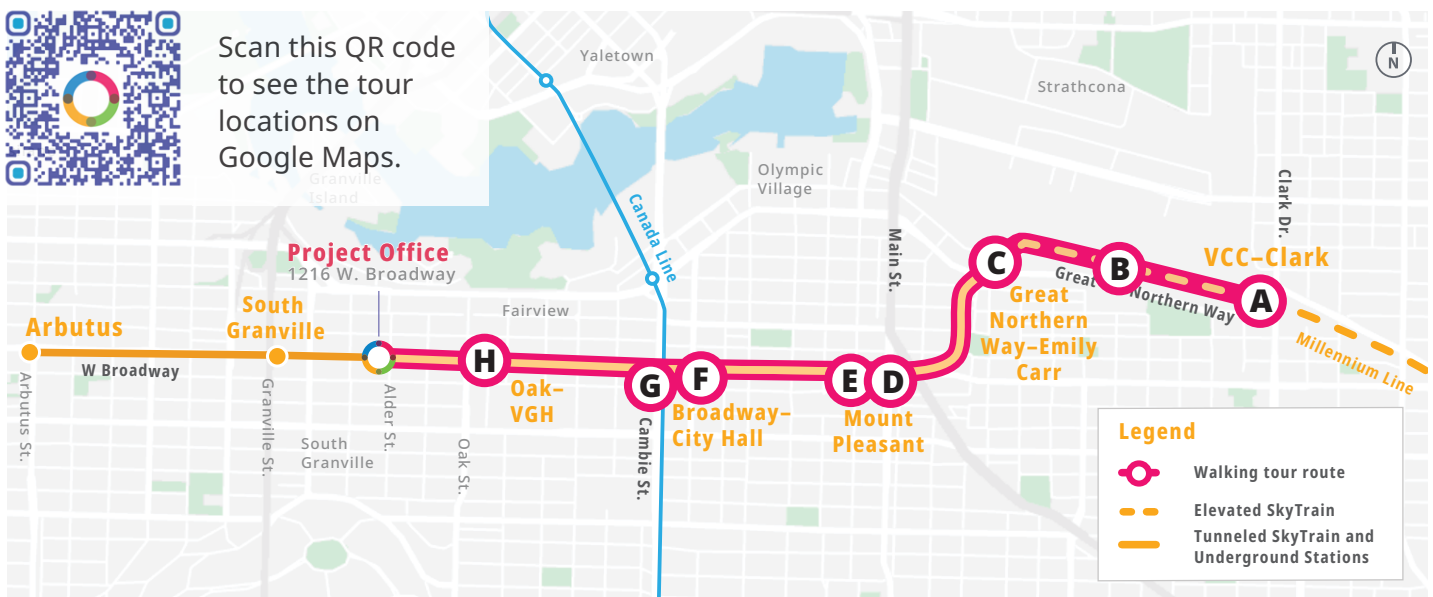 Scan this QR code
to see the tour
locations on
Google Maps.
Granville
Island
Yaletown
Strathcona
N
Olympic
Village
Canada Line
Main St.
Clark Dr.
Project Office
1216 W. Broadway
South
Granville
Arbutus
W Broadway
Fairview
VCC–Clark
C
B
A
Great Northern Way
Great
Northern
Way–Emily
Carr
Millennium Line
H
G
F
E
D
Oak–
VGH
Broadway–
City Hall
Mount
Pleasant
Arbutus St.
Granville St.
Alder St.
South
Granville
Oak St.
Cambie St.
Legend
Walking tour route
Elevated SkyTrain
Tunneled SkyTrain and
Underground Stations